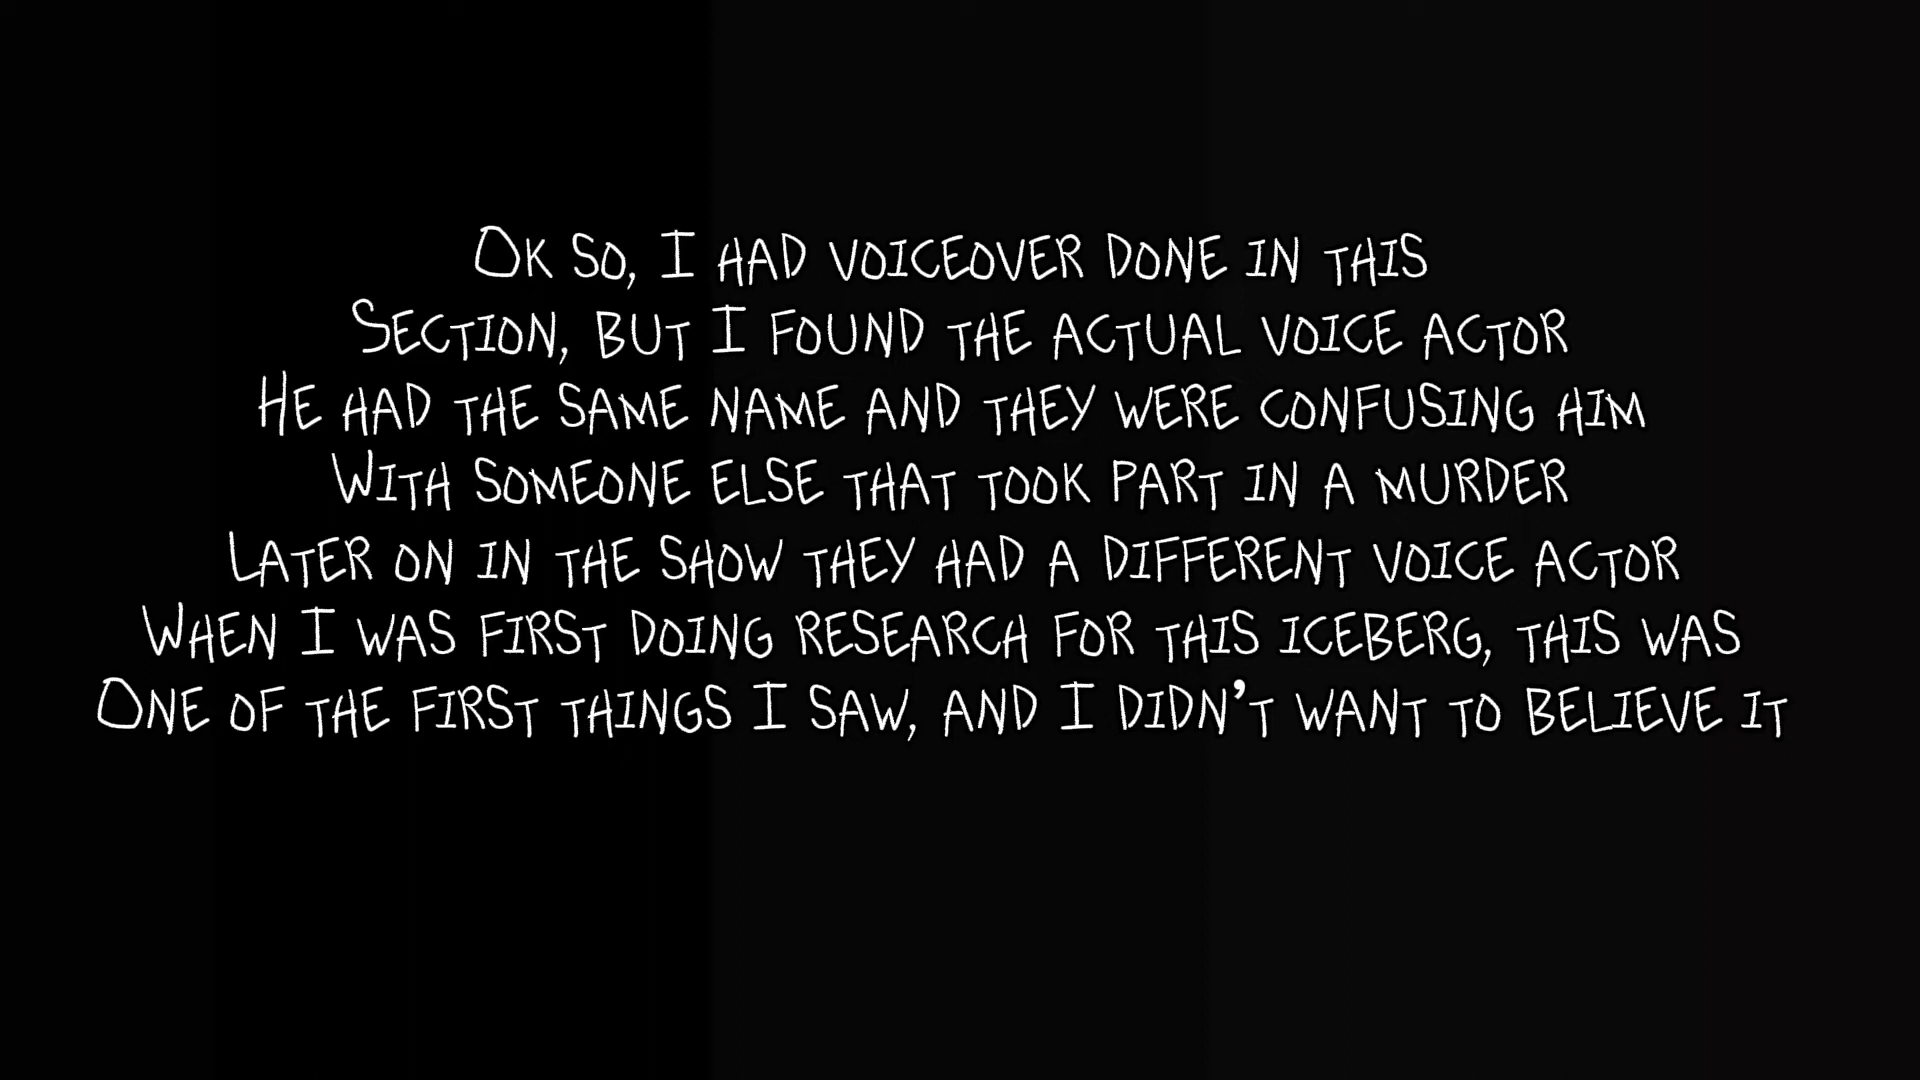 Ok so, I had voiceover done in this
Section, but I found the actual voice actor
He had the same name and they were confusing him
With someone else that took part in a murder
Later on in the show they had a different voice actor
When I was first doing research for this iceberg, this was
One of the first things I saw, and I didn't want to believe it